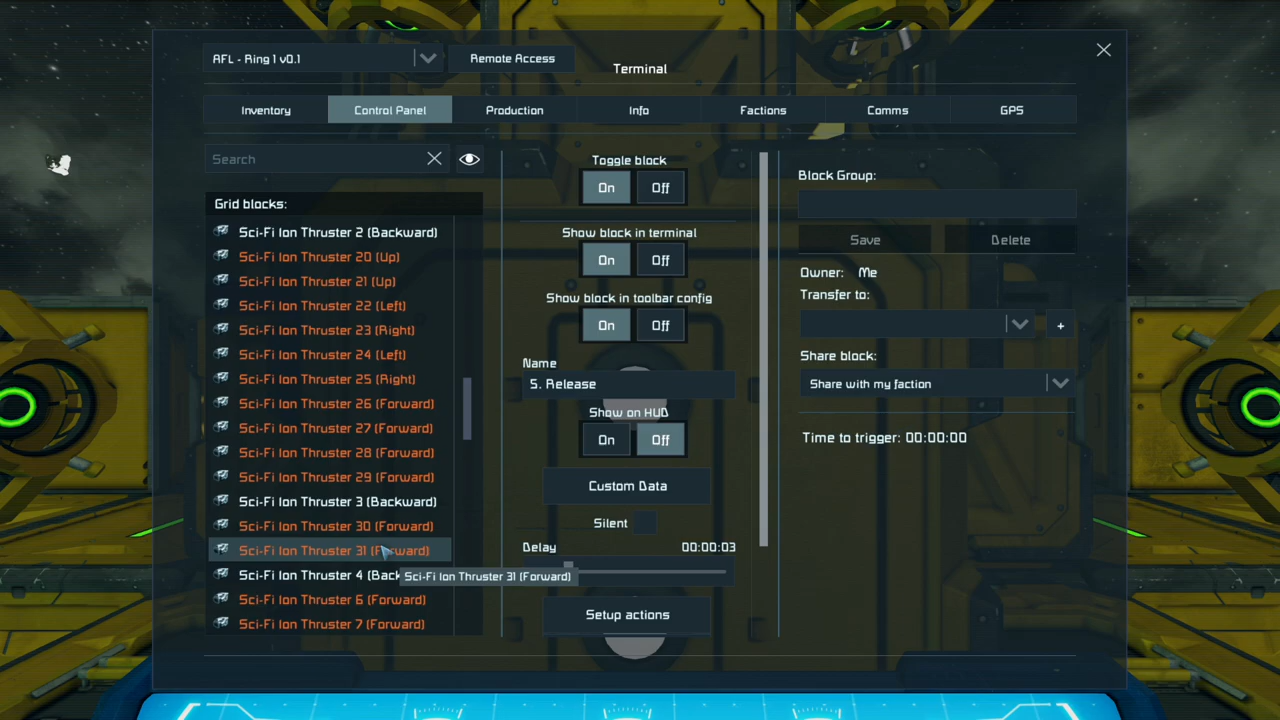 AFL - Ring 1 v0.1
Remote Access
Terminal
Inventory
Control Panel
Production
Info
Factions
Comms
GPS
Search
Grid blocks:
Sci-Fi Ion Thruster 2 (Backward)
Sci-Fi Ion Thruster 20 (Up)
Sci-Fi Ion Thruster 21 (Up)
Sci-Fi Ion Thruster 22 (Left)
Sci-Fi Ion Thruster 23 (Right)
Sci-Fi Ion Thruster 24 (Left)
Sci-Fi Ion Thruster 25 (Right)
Sci-Fi Ion Thruster 26 (Forward)
Sci-Fi Ion Thruster 27 (Forward)
Sci-Fi Ion Thruster 28 (Forward)
Sci-Fi Ion Thruster 29 (Forward)
Sci-Fi Ion Thruster 3 (Backward)
Sci-Fi Ion Thruster 30 (Forward)
Sci-Fi Ion Thruster 31 (Forward)
Sci-Fi Ion Thruster 4 (Back
Sci-Fi Ion Thruster 31 (Forward)
Sci-Fi Ion Thruster 6 (Forward)
Sci-Fi Ion Thruster 7 (Forward)
Toggle block
On
Off
Show block in terminal
On
Off
Show block in toolbar config
On
Off
Name
5. Release
Show on HUD
On
Off
Custom Data
Silent
Delay
00:00:03
Setup actions
Block Group:
Save
Delete
Owner: Me
Transfer to:
+
Share block:
Share with my faction
Time to trigger: 00:00:00